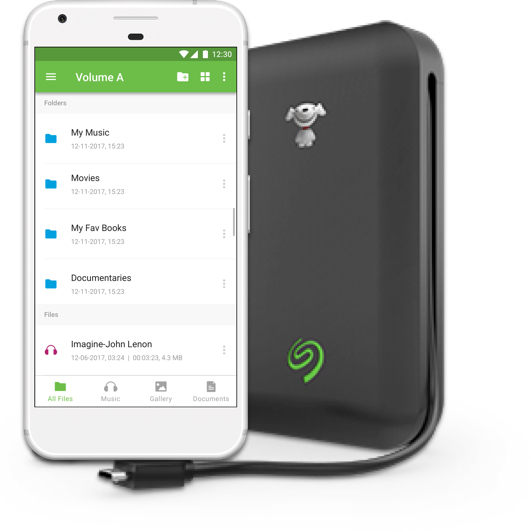 12:30
Volume A
Folders
My Music
12-11-2017, 15:23
Movies
12-11-2017, 15:23
My Fav Books
12-11-2017, 15:23
Documentaries
12-11-2017, 15:23
Files
Imagine-John Lenon
12-06-2017, 03:24 | 00:03:23, 4.3 MB
All Files
Music
Gallery
Documents